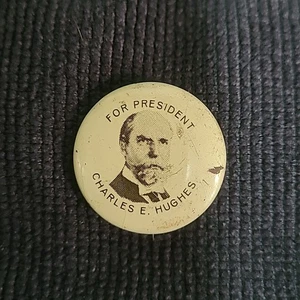 FOR PRESIDENT
CHARLES E. HUGHES